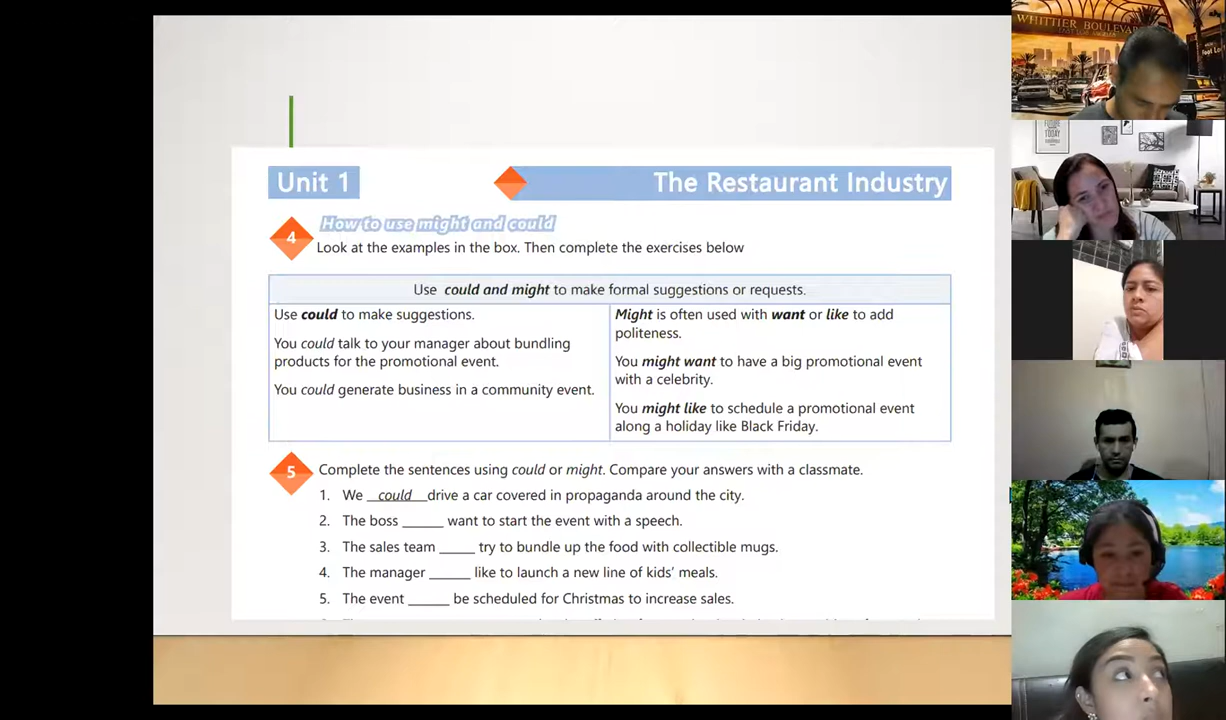 Unit 1
The Restaurant Industry
4
How to use might and could
Look at the examples in the box. Then complete the exercises below
Use could and might to make formal suggestions or requests.
Use could to make suggestions.
You could talk to your manager about bundling
products for the promotional event.
You could generate business in a community event.
Might is often used with want or like to add
politeness.
You might want to have a big promotional event
with a celebrity.
You might like to schedule a promotional event
along a holiday like Black Friday.
5
Complete the sentences using could or might. Compare your answers with a classmate.
1. We __could__drive a car covered in propaganda around the city.
2. The boss ______ want to start the event with a speech.
3. The sales team _____ try to bundle up the food with collectible mugs.
4. The manager ______ like to launch a new line of kids' meals.
5. The event ______ be scheduled for Christmas to increase sales.
WHITTIER BOULEVARD
TODAY